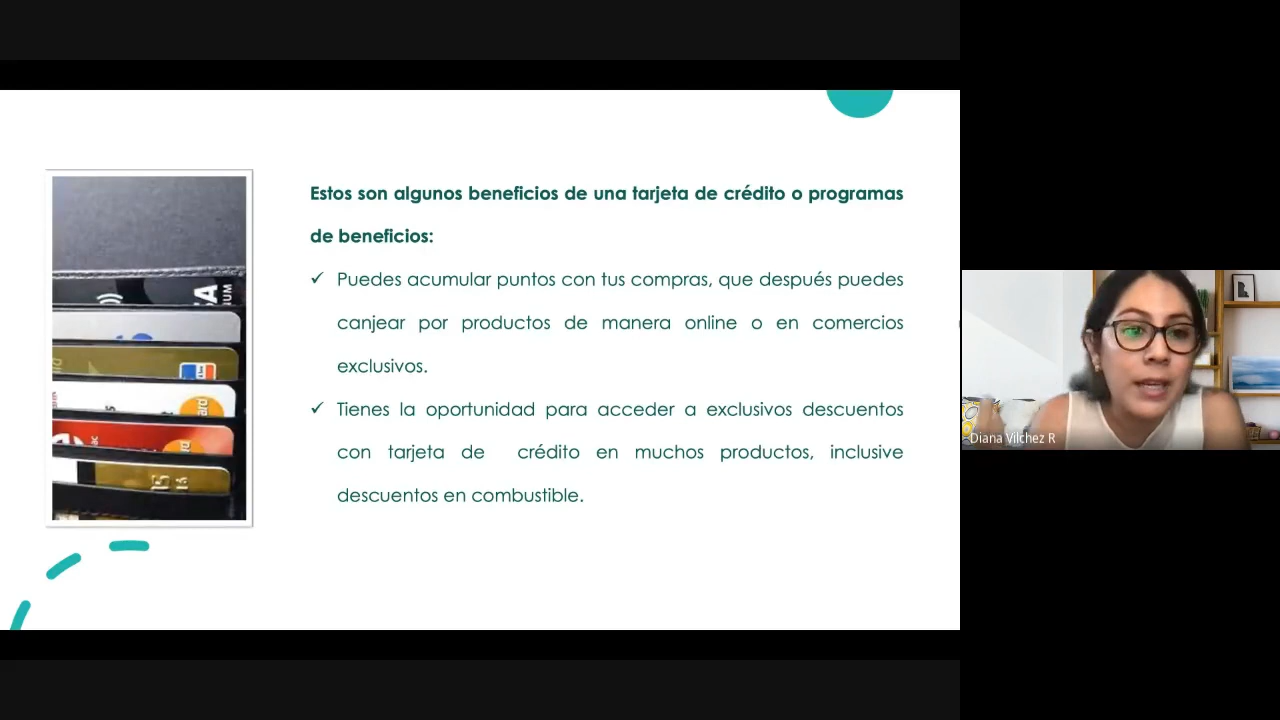 Estos son algunos beneficios de una tarjeta de crédito o programas
de beneficios:
✓ Puedes acumular puntos con tus compras, que después puedes
canjear por productos de manera online o en comercios
exclusivos.
✓ Tienes la oportunidad para acceder a exclusivos descuentos
con tarjeta de crédito en muchos productos, inclusive
descuentos en combustible.
Diana Vilchez R